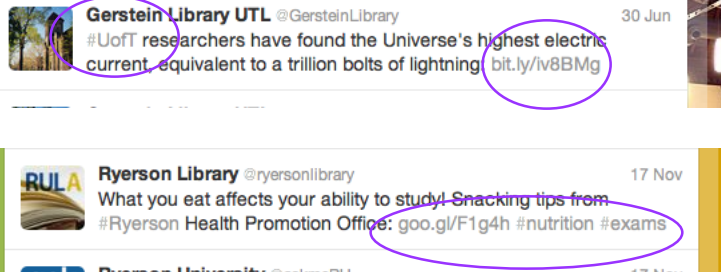 Gerstein Library UTL @GersteinLibrary 30 Jun
#UofT researchers have found the Universe's highest electric
current, equivalent to a trillion bolts of lightning. bit.ly/iv8BMg
RULA
Ryerson Library @ryersonlibrary 17 Nov
What you eat affects your ability to study! Snacking tips from
#Ryerson Health Promotion Office: goo.gl/F1g4h #nutrition #exams